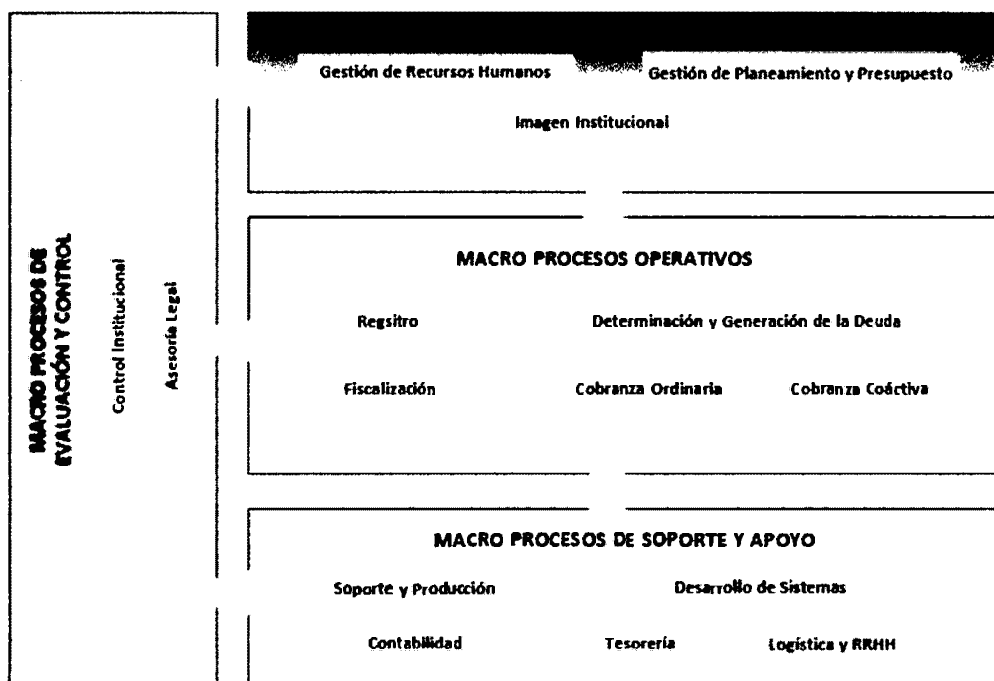 MACRO PROCESOS DE
EVALUACIÓN Y CONTROL
Control Institucional
Asesoría Legal
Gestión de Recursos Humanos
Gestión de Planeamiento y Presupuesto
Imagen Institucional
MACRO PROCESOS OPERATIVOS
Regsitro
Determinación y Generación de la Deuda
Fiscalización
Cobranza Ordinaria
Cobranza Coáctiva
MACRO PROCESOS DE SOPORTE Y APOYO
Soporte y Producción
Desarrollo de Sistemas
Contabilidad
Tesorería
Logística y RRHH